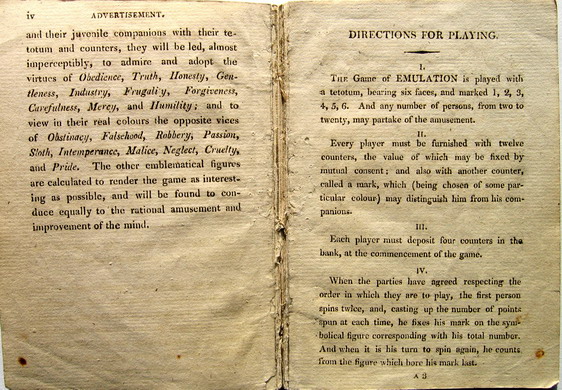 iv ADVERTISEMENT.
and their juvenile companions with their te-
totum and counters, they will be led, almost
imperceptibly, to admire and adopt the
virtues of Obedience, Truth, Honesty, Gen-
tleness, Industry, Frugality, Forgiveness,
Carefulness, Mercy, and Humility; and to
view in their real colours the opposite vices
of Obstinacy, Falsehood, Robbery, Passion,
Sloth, Intemperance, Malice, Neglect, Cruelty,
and Pride. The other emblematical figures
are calculated to render the game as interest-
ing as possible, and will be found to con-
duce equally to the rational amusement and
improvement of the mind.
DIRECTIONS FOR PLAYING.
I.
THE Game of EMULATION is played with
a tetotum, bearing six faces, and marked 1, 2, 3,
4, 5, 6. And any number of persons, from two to
twenty, may partake of the amusement.
II.
Every player must be furnished with twelve
counters, the value of which may be fixed by
mutual consent; and also with another counter,
called a mark, which (being chosen of some par-
ticular colour) may distinguish him from his com-
panions.
III.
Each player must deposit four counters in the
bank, at the commencement of the game.
IV.
When the parties have agreed respecting the
order in which they are to play, the first person
spins twice, and, casting up the number of points
spun at each time, he fixes his mark on the sym-
bolical figure corresponding with his total number.
And when it is his turn to spin again, he counts
from the figure which bore his mark last.
A 3